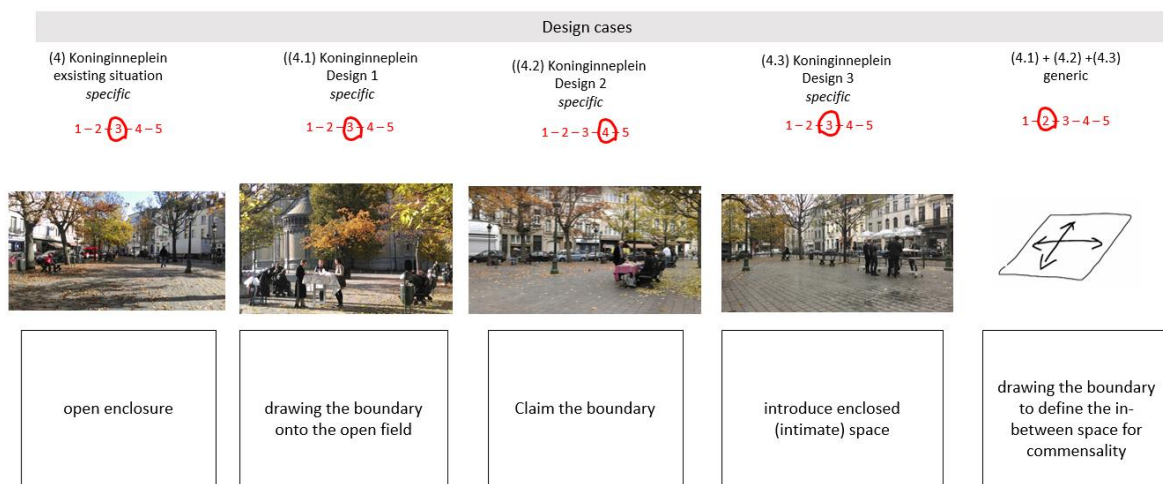 Design cases
(4) Koninginneplein
exsisting situation
specific
1 – 2 – 3 – 4 – 5
((4.1) Koninginneplein
Design 1
specific
1 – 2 – 3 – 4 – 5
((4.2) Koninginneplein
Design 2
specific
1 – 2 – 3 – 4 – 5
(4.3) Koninginneplein
Design 3
specific
1 – 2 – 3 – 4 – 5
(4.1) + (4.2) +(4.3)
generic
1 – 2 – 3 – 4 – 5
open enclosure
drawing the boundary
onto the open field
Claim the boundary
introduce enclosed
(intimate) space
drawing the boundary
to define the in-
between space for
commensality